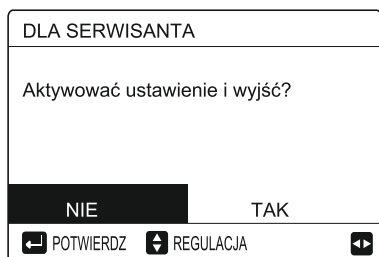 DLA SERWISANTA
Aktywować ustawienie i wyjść?
NIE TAK
POTWIERDZ REGULACJA